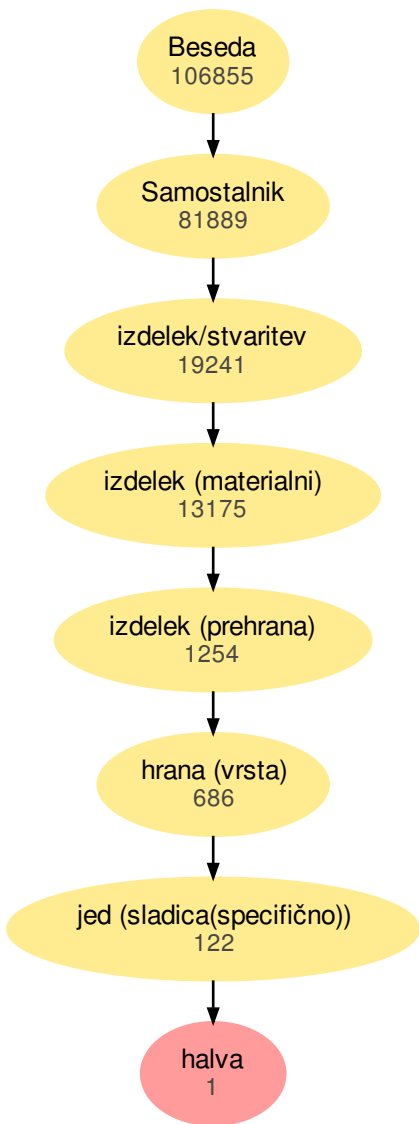 Beseda
106855
Samostalnik
81889
izdelek/stvaritev
19241
izdelek (materialni)
13175
izdelek (prehrana)
1254
hrana (vrsta)
686
jed (sladica(specifično))
122
halva
1